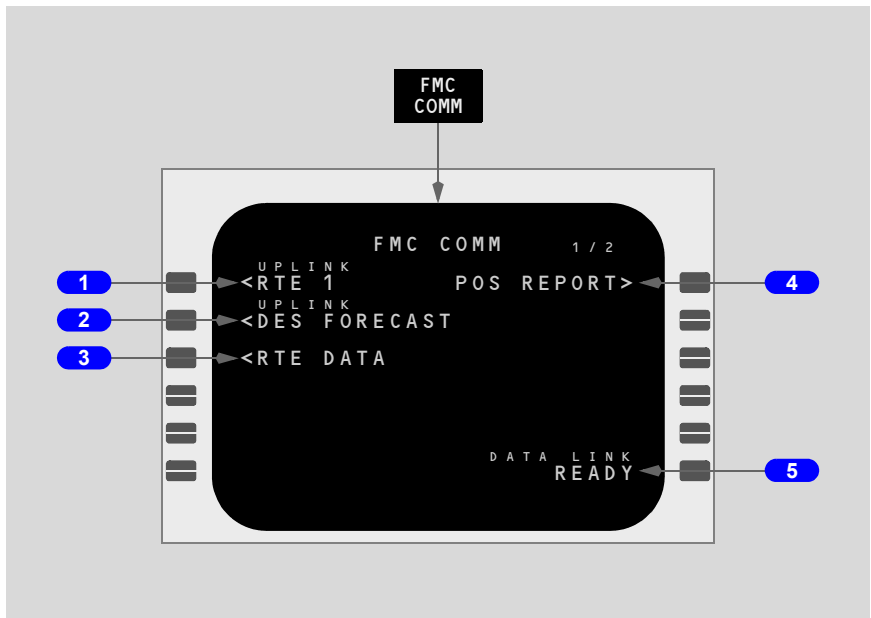 FMC
COMM
FMC COMM 1/2
UPLINK
1 <RTE 1 POS REPORT> 4
UPLINK
2 <DES FORECAST
3 <RTE DATA
DATA LINK
READY 5